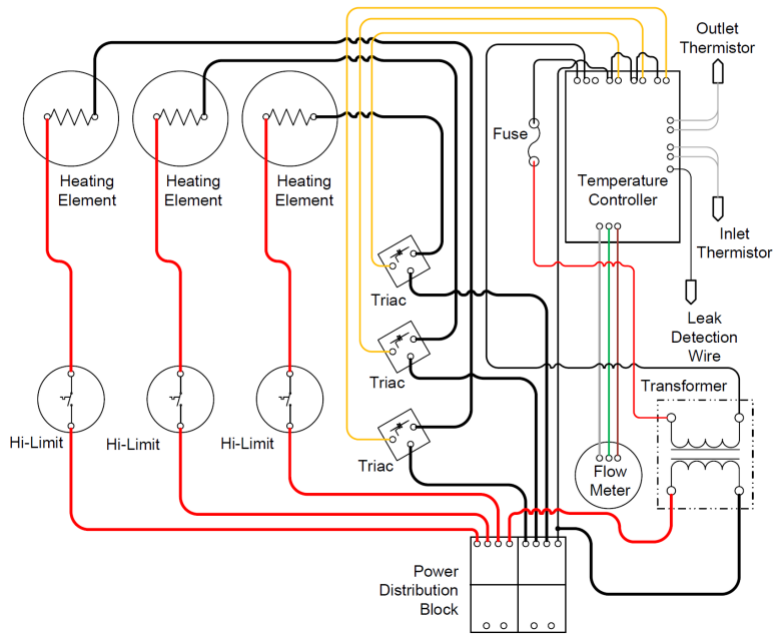 Outlet
Thermistor
Fuse
Heating
Element
Heating
Element
Heating
Element
Temperature
Controller
Inlet
Thermistor
Triac
Leak
Detection
Wire
Triac
Transformer
Hi-Limit
Hi-Limit
Hi-Limit
Triac
Flow
Meter
Power
Distribution
Block